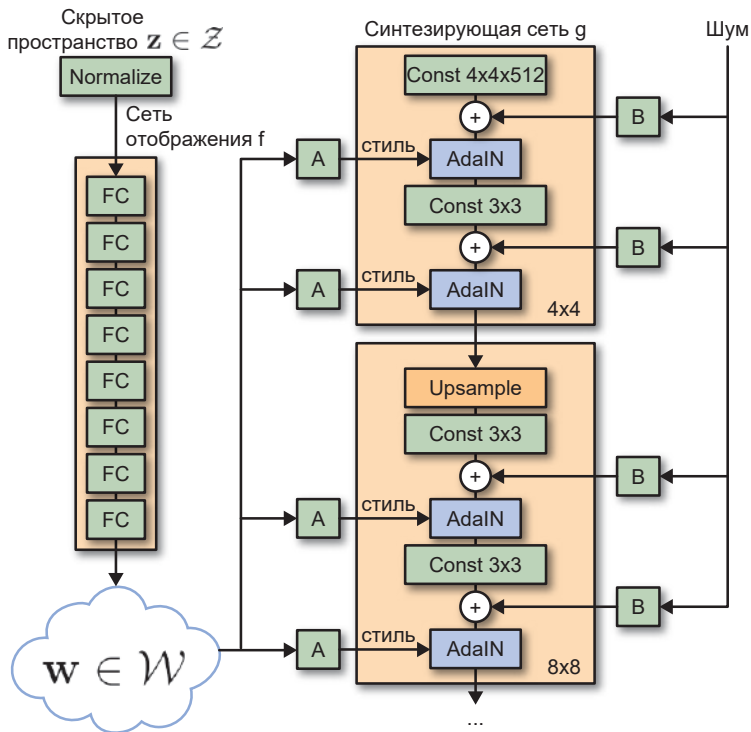 Скрытое
пространство z ∈ Z
Normalize
Сеть
отображения f
FC
FC
FC
FC
FC
FC
FC
FC
w ∈ W
Синтезирующая сеть g
Шум
Const 4x4x512
+
B
A
стиль
AdaIN
Const 3x3
+
B
A
стиль
AdaIN
4x4
Upsample
Const 3x3
+
B
A
стиль
AdaIN
Const 3x3
+
B
A
стиль
AdaIN
8x8
...